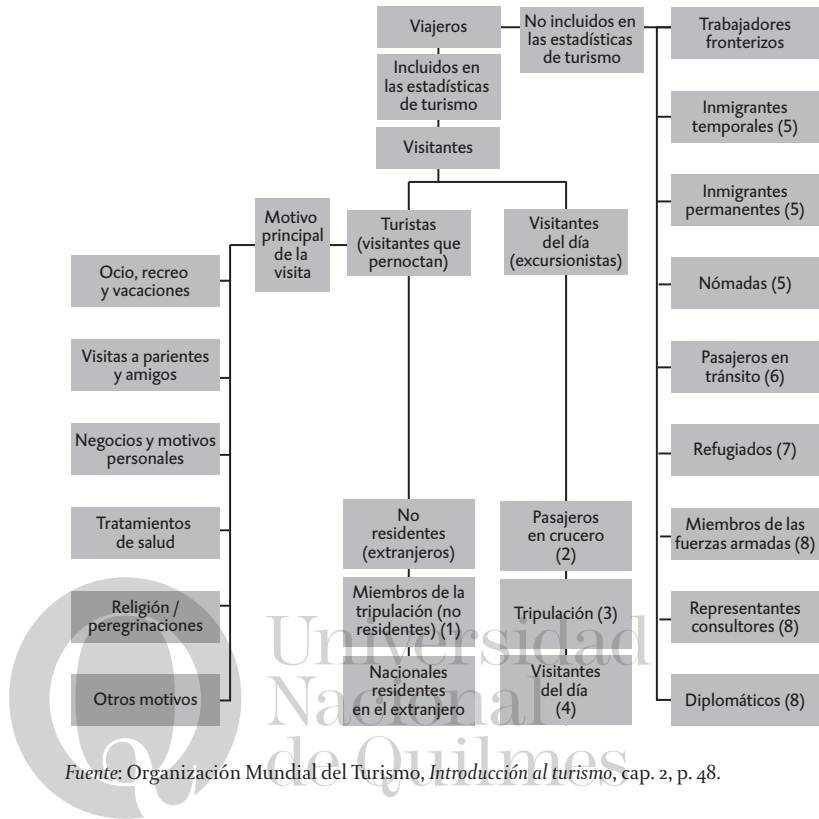 Viajeros
No incluidos en
las estadísticas
de turismo
Trabajadores
fronterizos
Incluidos en
las estadísticas
de turismo
Visitantes
Inmigrantes
temporales (5)
Inmigrantes
permanentes (5)
Motivo
principal
de la
visita
Turistas
(visitantes que
pernoctan)
Visitantes
del día
(excursionistas)
Ocio, recreo
y vacaciones
Nómadas (5)
Visitas a parientes
y amigos
Pasajeros en
tránsito (6)
Negocios y motivos
personales
Refugiados (7)
Tratamientos
de salud
No
residentes
(extranjeros)
Pasajeros
en crucero
(2)
Miembros de las
fuerzas armadas (8)
Religión /
peregrinaciones
Miembros de la
tripulación (no
residentes) (1)
Tripulación (3)
Representantes
consultores (8)
Otros motivos
Nacionales
residentes
en el extranjero
Visitantes
del día
(4)
Diplomáticos (8)
Universidad
Nacional
de Quilmes
Fuente: Organización Mundial del Turismo, Introducción al turismo, cap. 2, p. 48.